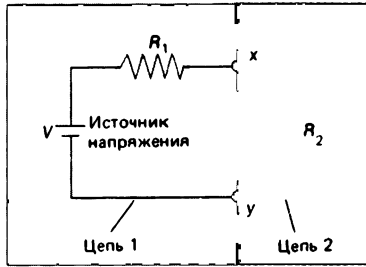 R₁
x
V
Источник
напряжения
R₂
y
Цепь 1
Цепь 2